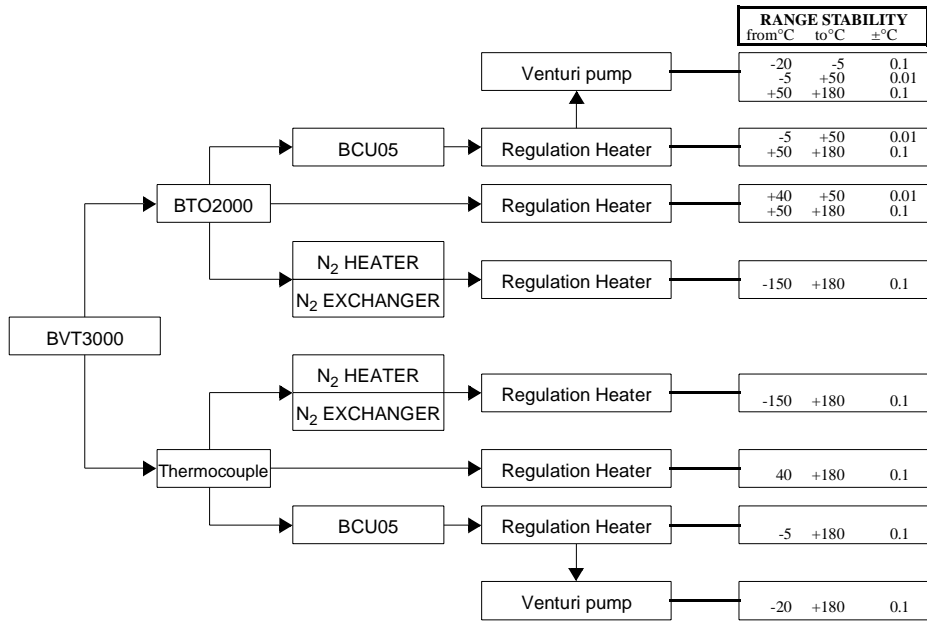 RANGE STABILITY
from°C to°C ±°C
Venturi pump
-20 -5 0.1
-5 +50 0.01
+50 +180 0.1
BCU05
Regulation Heater
-5 +50 0.01
+50 +180 0.1
BTO2000
Regulation Heater
+40 +50 0.01
+50 +180 0.1
N2 HEATER
N2 EXCHANGER
Regulation Heater
-150 +180 0.1
BVT3000
N2 HEATER
N2 EXCHANGER
Regulation Heater
-150 +180 0.1
Thermocouple
Regulation Heater
40 +180 0.1
BCU05
Regulation Heater
-5 +180 0.1
Venturi pump
-20 +180 0.1